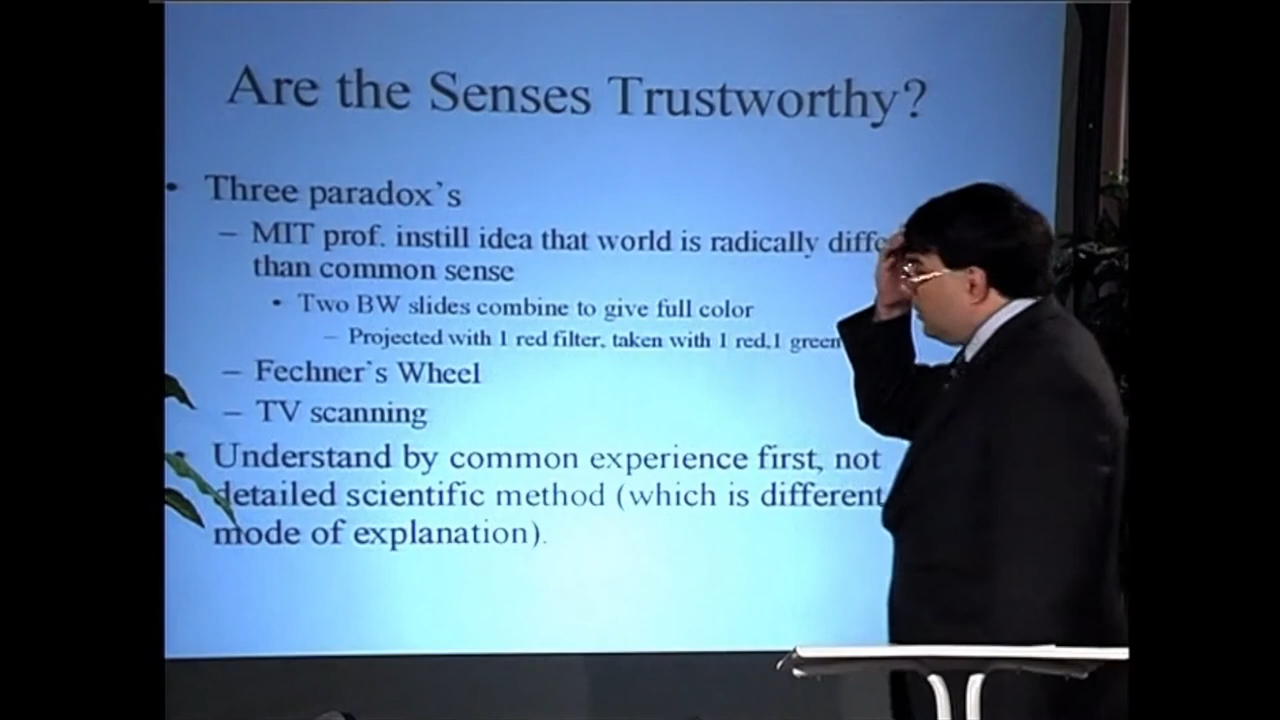 Are the Senses Trustworthy?
• Three paradox's
– MIT prof. instill idea that world is radically
than common sense
• Two BW slides combine to give full color
– Projected with 1 red filter, taken with 1 red,1 green
– Fechner's Wheel
– TV scanning
• Understand by common experience first, not
detailed scientific method (which is different
mode of explanation).